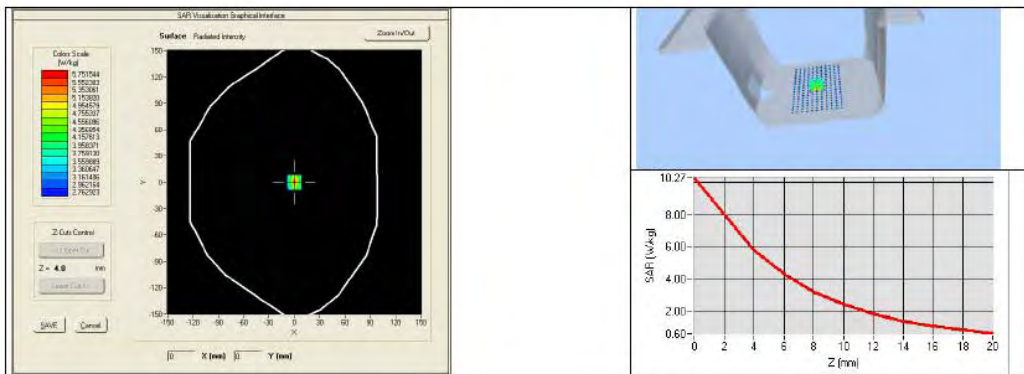 SAR Visualisation Graphical Interface
Surface Radiated Intensity
Zoom In/Out
Colors Scale
(W/kg)
5.751544
5.552303
5.353061
5.153820
4.954579
4.755337
4.556096
4.356854
4.157613
3.958371
3.759130
3.559889
3.360647
3.161406
2.962164
2.762923
150
120
90
60
30
0
-30
-60
-90
-120
-150
Y
-150 -120 -90 -60 -30 0 30 60 90 120 150
X
Z-Cuts Control
Z = 4.0 mm
SAVE Cancel
0 X (mm) 0 Y (mm)
10.27
8.00
6.00
4.00
2.00
0.60
SAR (W/kg)
0 2 4 6 8 10 12 14 16 18 20
Z (mm)